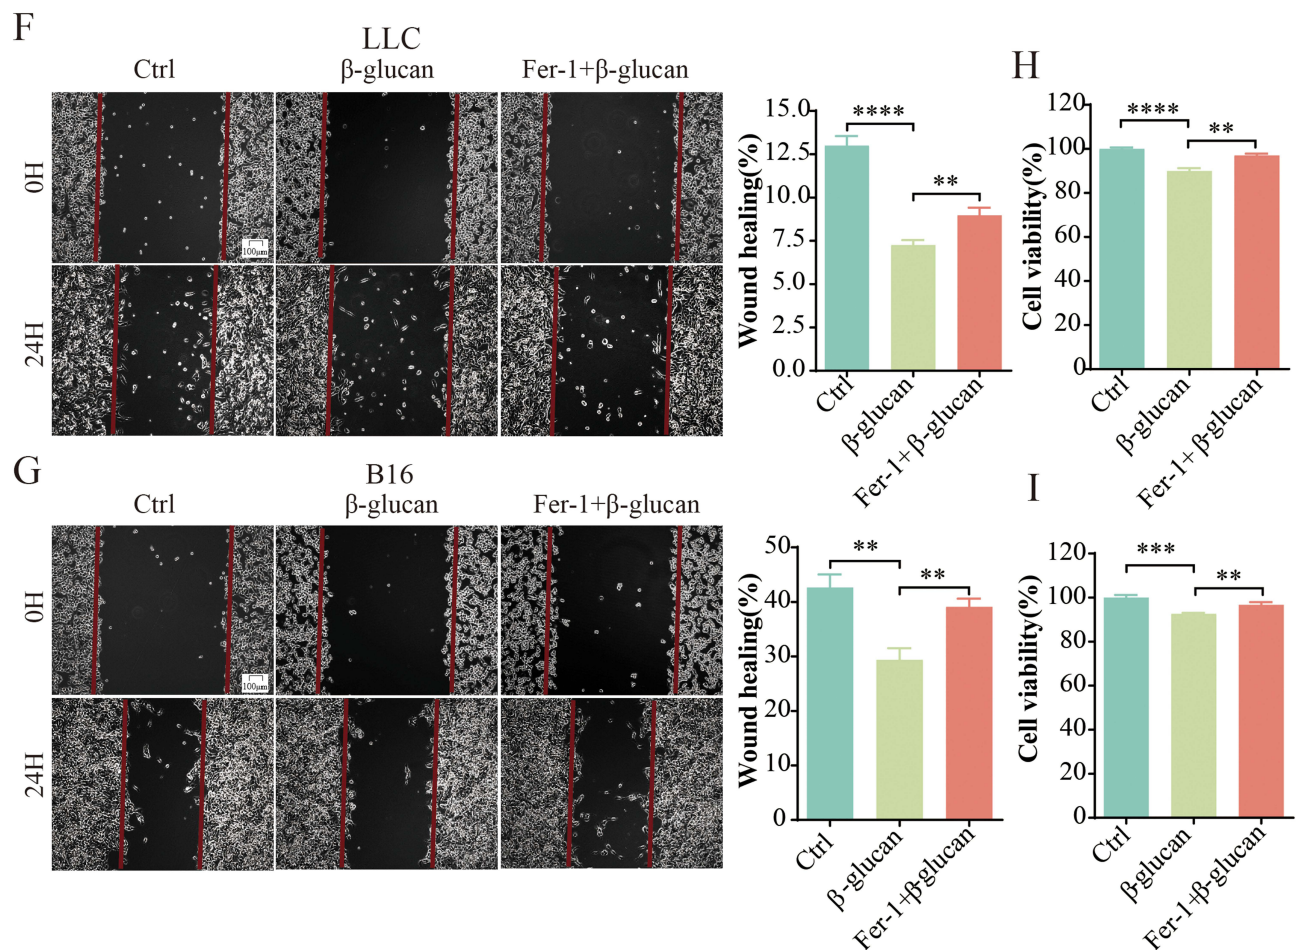 F
LLC
Ctrl
β-glucan
Fer-1+β-glucan
0H
100μm
24H
Wound healing(%)
15.0
12.5
10.0
7.5
5.0
2.5
0.0
****
**
Ctrl
β-glucan
Fer-1+β-glucan
H
Cell viability(%)
120
100
80
60
40
20
0
****
**
Ctrl
β-glucan
Fer-1+β-glucan
G
B16
Ctrl
β-glucan
Fer-1+β-glucan
0H
100μm
24H
Wound healing(%)
50
40
30
20
10
0
**
**
Ctrl
β-glucan
Fer-1+β-glucan
I
Cell viability(%)
120
100
80
60
40
20
0
***
**
Ctrl
β-glucan
Fer-1+β-glucan